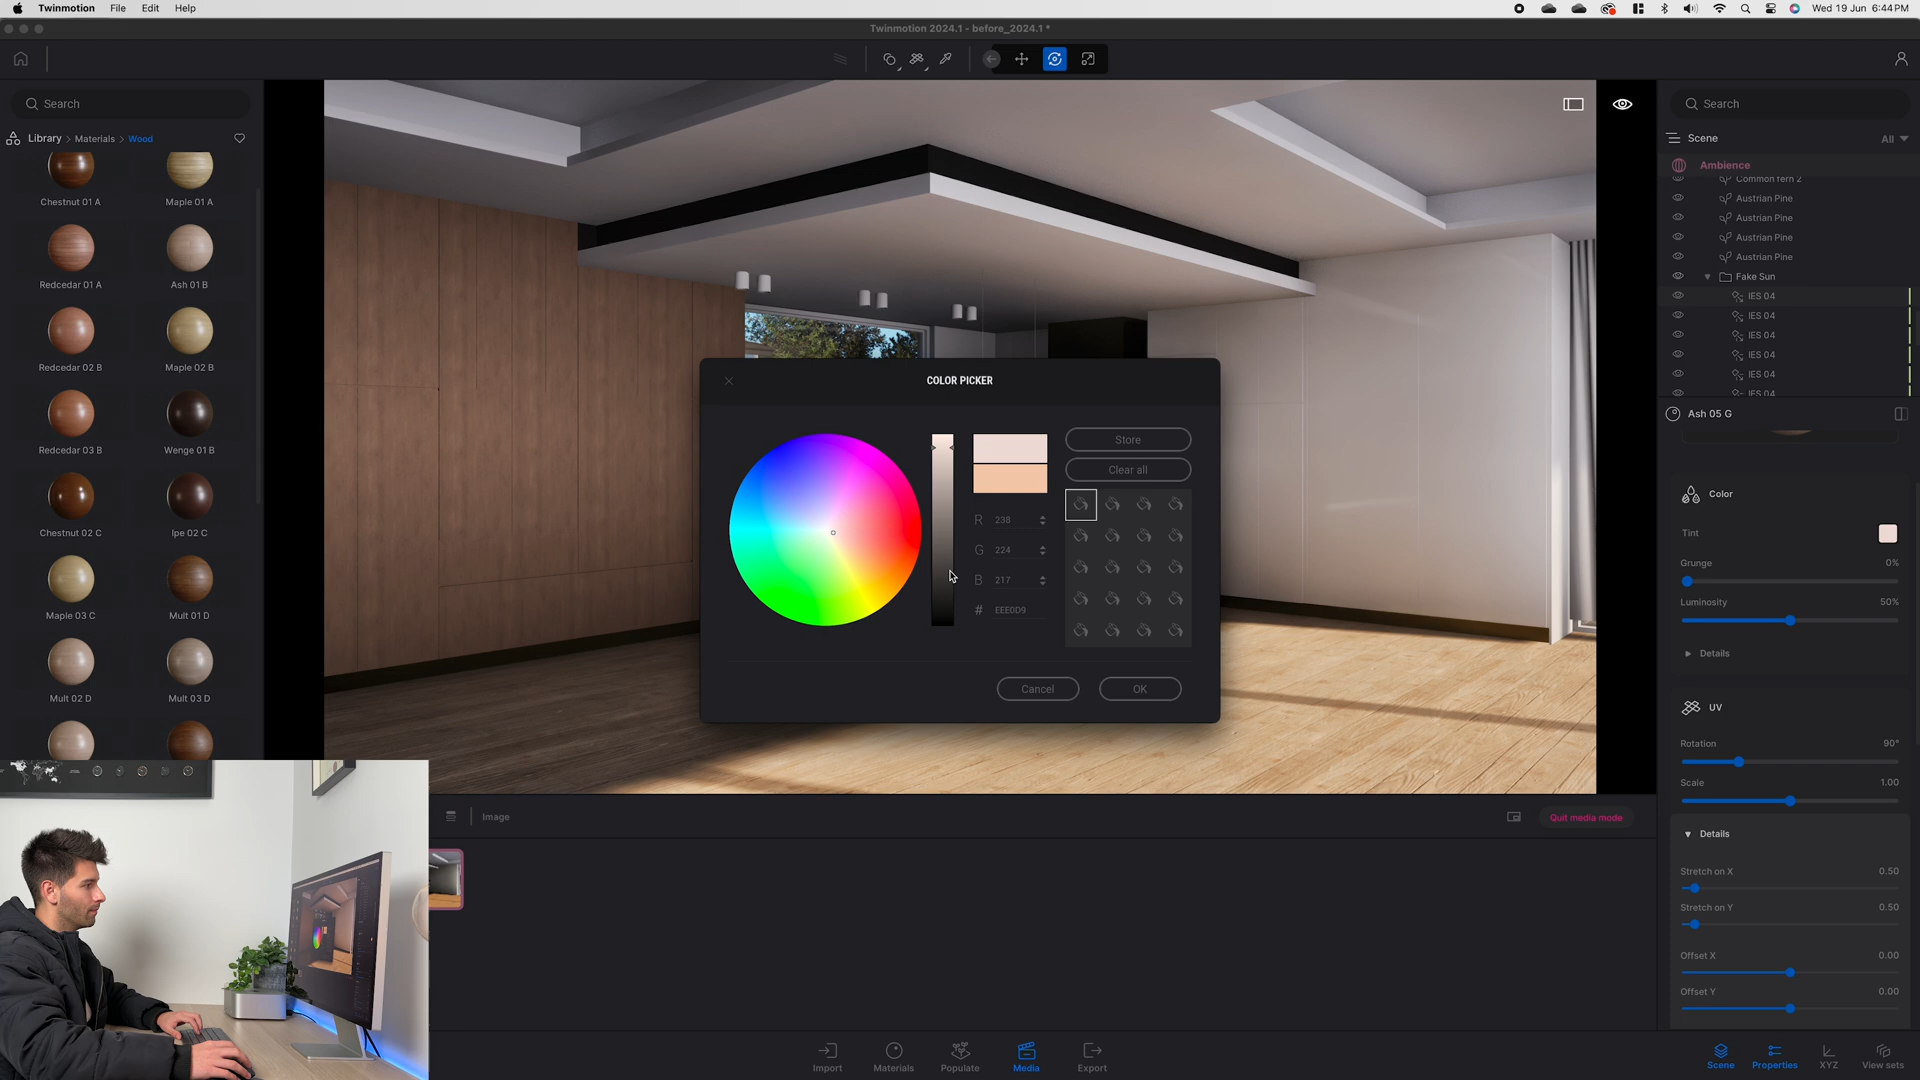 Twinmotion File Edit Help
Wed 19 Jun 6:44PM
Twinmotion 2024.1 - before_2024.1 *
Search
Library > Materials > Wood
Chestnut 01 A
Maple 01 A
Redcedar 01 A
Ash 01 B
Redcedar 02 B
Maple 02 B
Redcedar 03 B
Wenge 01 B
Chestnut 02 C
Ipe 02 C
Maple 03 C
Mult 01 D
Mult 02 D
Mult 03 D
COLOR PICKER
Store
Clear all
R 238
G 224
B 217
# EEE0D9
Cancel
OK
Search
Scene
All
Ambience
Common fern 2
Austrian Pine
Austrian Pine
Austrian Pine
Austrian Pine
Fake Sun
IES 04
IES 04
IES 04
IES 04
IES 04
IES 04
Ash 05 G
Color
Tint
Grunge 0%
Luminosity 50%
Details
UV
Rotation 90°
Scale 1.00
Details
Stretch on X 0.50
Stretch on Y 0.50
Offset X 0.00
Offset Y 0.00
Image
Quit media mode
Import
Materials
Populate
Media
Export
Scene
Properties
XYZ
View sets